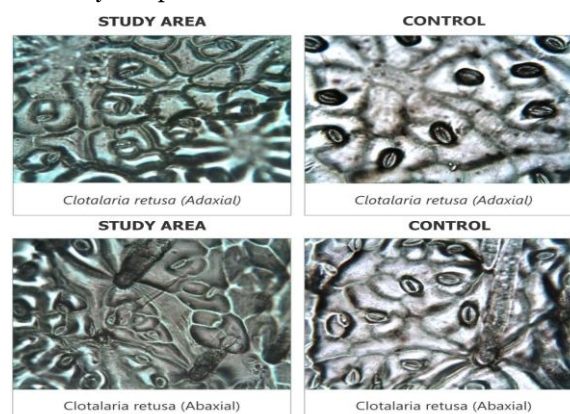 STUDY AREA CONTROL
Clotalaria retusa (Adaxial) Clotalaria retusa (Adaxial)
STUDY AREA CONTROL
Clotalaria retusa (Abaxial) Clotalaria retusa (Abaxial)